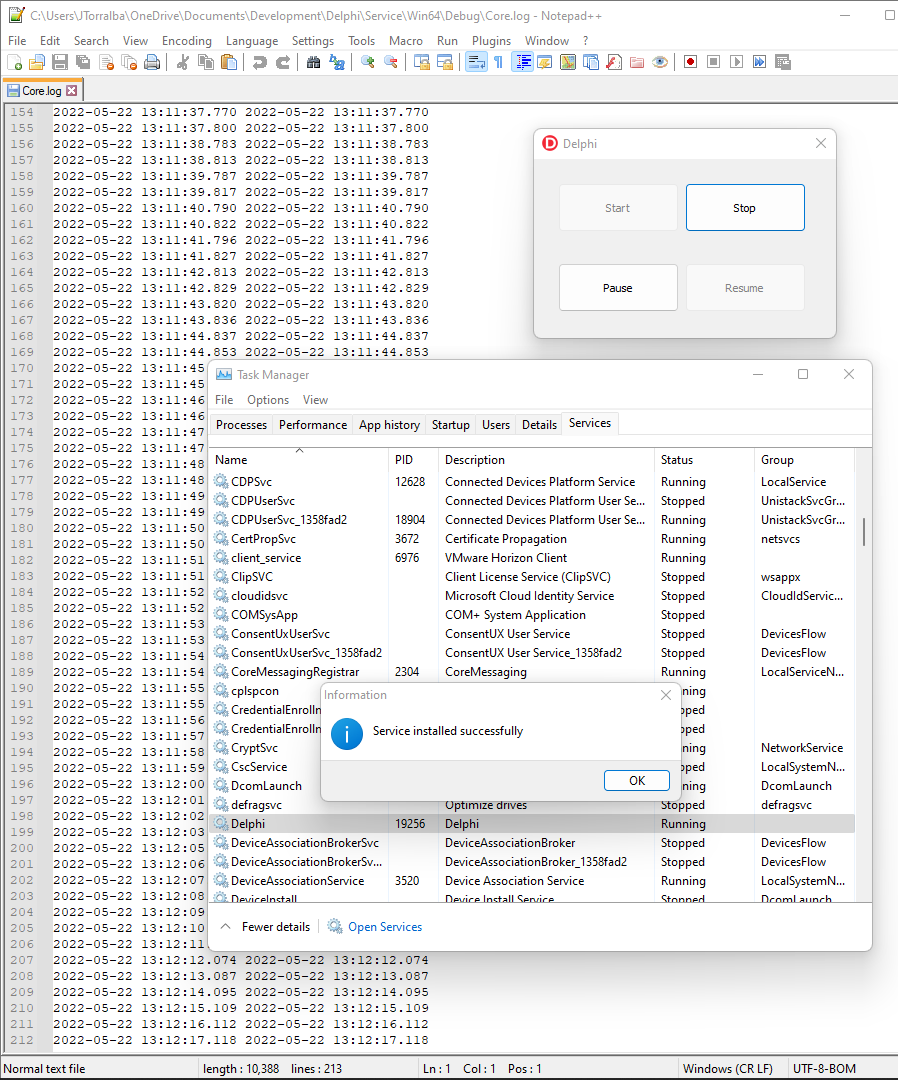 C:\Users\JTorralba\OneDrive\Documents\Development\Delphi\Service\Win64\Debug\Core.log - Notepad++
File Edit Search View Encoding Language Settings Tools Macro Run Plugins Window ?
Core.log
154 2022-05-22 13:11:37.770 2022-05-22 13:11:37.770
155 2022-05-22 13:11:37.800 2022-05-22 13:11:37.800
156 2022-05-22 13:11:38.783 2022-05-22 13:11:38.783
157 2022-05-22 13:11:38.813 2022-05-22 13:11:38.813
158 2022-05-22 13:11:39.787 2022-05-22 13:11:39.787
159 2022-05-22 13:11:39.817 2022-05-22 13:11:39.817
160 2022-05-22 13:11:40.790 2022-05-22 13:11:40.790
161 2022-05-22 13:11:40.822 2022-05-22 13:11:40.822
162 2022-05-22 13:11:41.796 2022-05-22 13:11:41.796
163 2022-05-22 13:11:41.827 2022-05-22 13:11:41.827
164 2022-05-22 13:11:42.813 2022-05-22 13:11:42.813
165 2022-05-22 13:11:42.829 2022-05-22 13:11:42.829
166 2022-05-22 13:11:43.820 2022-05-22 13:11:43.820
167 2022-05-22 13:11:43.836 2022-05-22 13:11:43.836
168 2022-05-22 13:11:44.837 2022-05-22 13:11:44.837
169 2022-05-22 13:11:44.853 2022-05-22 13:11:44.853
170 2022-05-22 13:11:45
171 2022-05-22 13:11:45
172 2022-05-22 13:11:46
173 2022-05-22 13:11:46
174 2022-05-22 13:11:47
175 2022-05-22 13:11:47
176 2022-05-22 13:11:48
177 2022-05-22 13:11:48
178 2022-05-22 13:11:49
179 2022-05-22 13:11:49
180 2022-05-22 13:11:50
181 2022-05-22 13:11:50
182 2022-05-22 13:11:51
183 2022-05-22 13:11:51
184 2022-05-22 13:11:52
185 2022-05-22 13:11:52
186 2022-05-22 13:11:53
187 2022-05-22 13:11:53
188 2022-05-22 13:11:54
189 2022-05-22 13:11:54
190 2022-05-22 13:11:55
191 2022-05-22 13:11:55
192 2022-05-22 13:11:56
193 2022-05-22 13:11:57
194 2022-05-22 13:11:58
195 2022-05-22 13:11:59
196 2022-05-22 13:12:00
197 2022-05-22 13:12:01
198 2022-05-22 13:12:02
199 2022-05-22 13:12:03
200 2022-05-22 13:12:05
201 2022-05-22 13:12:06
202 2022-05-22 13:12:07
203 2022-05-22 13:12:08
204 2022-05-22 13:12:09
205 2022-05-22 13:12:10
206 2022-05-22 13:12:11
207 2022-05-22 13:12:12.074 2022-05-22 13:12:12.074
208 2022-05-22 13:12:13.087 2022-05-22 13:12:13.087
209 2022-05-22 13:12:14.095 2022-05-22 13:12:14.095
210 2022-05-22 13:12:15.109 2022-05-22 13:12:15.109
211 2022-05-22 13:12:16.112 2022-05-22 13:12:16.112
212 2022-05-22 13:12:17.118 2022-05-22 13:12:17.118
Delphi
Start Stop
Pause Resume
Task Manager
File Options View
Processes Performance App history Startup Users Details Services
Name PID Description Status Group
CDPSvc 12628 Connected Devices Platform Service Running LocalService
CDPUserSvc Connected Devices Platform User Se... Stopped UnistackSvcGr...
CDPUserSvc_1358fad2 18904 Connected Devices Platform User Se... Running UnistackSvcGr...
CertPropSvc 3672 Certificate Propagation Running netsvcs
client_service 6976 VMware Horizon Client Running
ClipSVC Client License Service (ClipSVC) Stopped wsappx
cloudidsvc Microsoft Cloud Identity Service Stopped CloudIdServic...
COMSysApp COM+ System Application Stopped
ConsentUxUserSvc ConsentUX User Service Stopped DevicesFlow
ConsentUxUserSvc_1358fad2 ConsentUX User Service_1358fad2 Stopped DevicesFlow
CoreMessagingRegistrar 2304 CoreMessaging Running LocalServiceN...
cplspcon ning
CredentialEnrollm pped
CredentialEnrollm pped
CryptSvc ning NetworkService
CscService pped LocalSystemN...
DcomLaunch ning DcomLaunch
defragsvc Optimize drives Stopped defragsvc
Delphi 19256 Delphi Running
DeviceAssociationBrokerSvc DeviceAssociationBroker Stopped DevicesFlow
DeviceAssociationBrokerSv... DeviceAssociationBroker_1358fad2 Stopped DevicesFlow
DeviceAssociationService 3520 Device Association Service Running LocalSystemN...
DeviceInstall Device Install Service Stopped DcomLaunch
Information
Service installed successfully
OK
Fewer details Open Services
Normal text file length : 10,388 lines : 213 Ln : 1 Col : 1 Pos : 1 Windows (CR LF) UTF-8-BOM